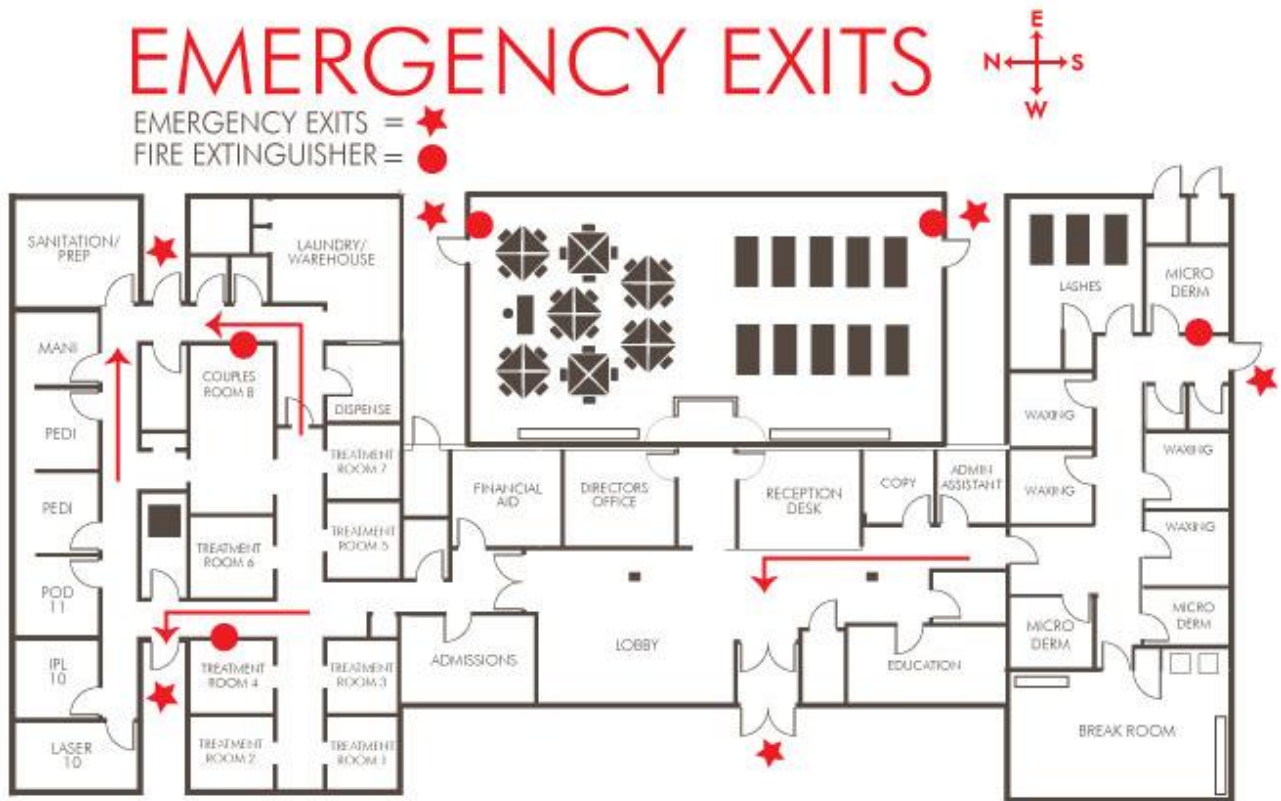 EMERGENCY EXITS
E
N S
W
EMERGENCY EXITS =
FIRE EXTINGUISHER =
SANITATION/
PREP
LAUNDRY/
WAREHOUSE
LASHES
MICRO
DERM
MANI
COUPLES
ROOM 8
DISPENSE
PEDI
WAXING
WAXING
TREATMENT
ROOM 7
FINANCIAL
AID
DIRECTORS
OFFICE
RECEPTION
DESK
COPY
ADMIN
ASSISTANT
WAXING
PEDI
TREATMENT
ROOM 6
TREATMENT
ROOM 5
WAXING
POD
11
MICRO
DERM
IPL
10
TREATMENT
ROOM 4
TREATMENT
ROOM 3
ADMISSIONS
LOBBY
EDUCATION
MICRO
DERM
LASER
10
TREATMENT
ROOM 2
TREATMENT
ROOM 1
BREAK ROOM